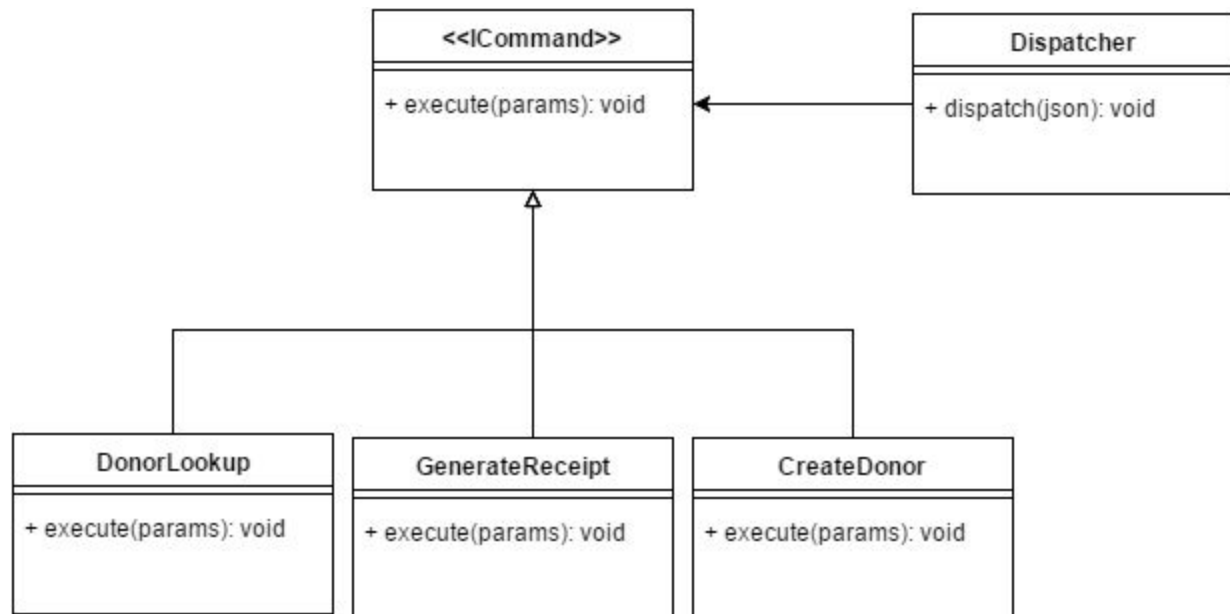 <<ICommand>>
+ execute(params): void
Dispatcher
+ dispatch(json): void
DonorLookup
+ execute(params): void
GenerateReceipt
+ execute(params): void
CreateDonor
+ execute(params): void